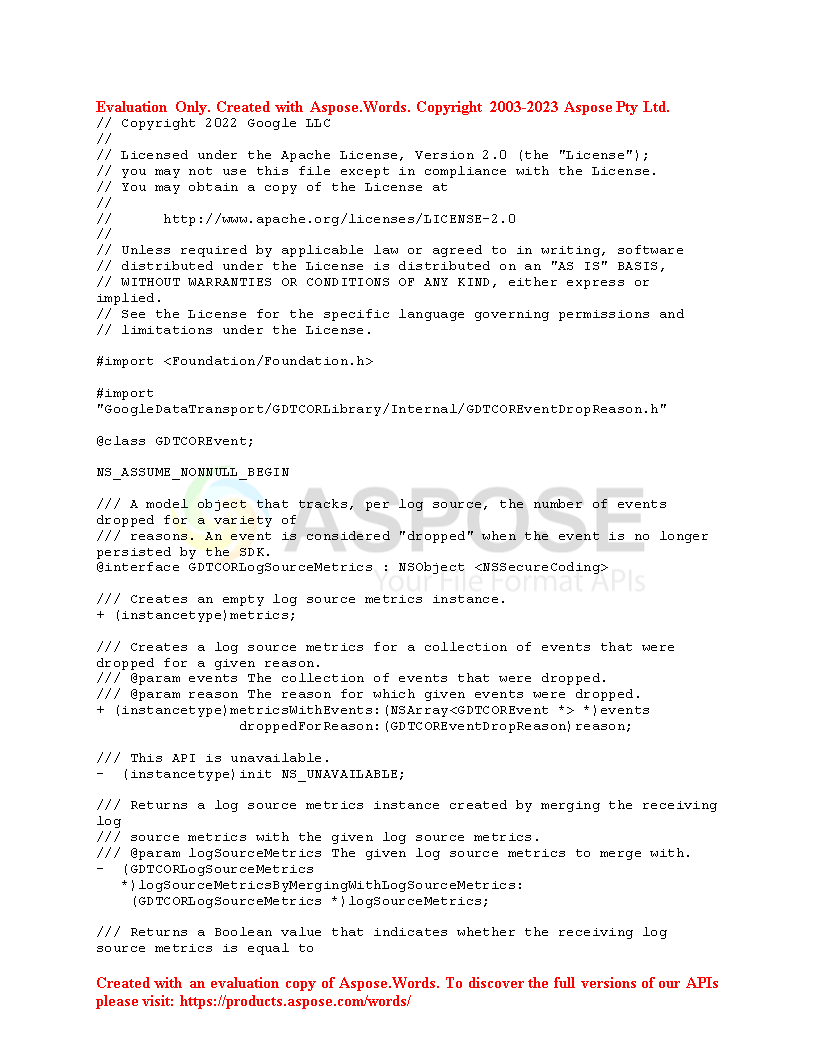 Evaluation Only. Created with Aspose.Words. Copyright 2003-2023 Aspose Pty Ltd.
// Copyright 2022 Google LLC
//
// Licensed under the Apache License, Version 2.0 (the "License");
// you may not use this file except in compliance with the License.
// You may obtain a copy of the License at
//
//      http://www.apache.org/licenses/LICENSE-2.0
//
// Unless required by applicable law or agreed to in writing, software
// distributed under the License is distributed on an "AS IS" BASIS,
// WITHOUT WARRANTIES OR CONDITIONS OF ANY KIND, either express or
implied.
// See the License for the specific language governing permissions and
// limitations under the License.
#import <Foundation/Foundation.h>
#import
"GoogleDataTransport/GDTCORLibrary/Internal/GDTCOREventDropReason.h"
@class GDTCOREvent;
NS_ASSUME_NONNULL_BEGIN
/// A model object that tracks, per log source, the number of events
dropped for a variety of
/// reasons. An event is considered "dropped" when the event is no longer
persisted by the SDK.
@interface GDTCORLogSourceMetrics : NSObject <NSSecureCoding>
ASPOSE
Your File Format APIs
/// Creates an empty log source metrics instance.
+ (instancetype)metrics;
/// Creates a log source metrics for a collection of events that were
dropped for a given reason.
/// @param events The collection of events that were dropped.
/// @param reason The reason for which given events were dropped.
+ (instancetype)metricsWithEvents:(NSArray<GDTCOREvent *> *)events
                 droppedForReason:(GDTCOREventDropReason)reason;
/// This API is unavailable.
-  (instancetype)init NS_UNAVAILABLE;
/// Returns a log source metrics instance created by merging the receiving
log
/// source metrics with the given log source metrics.
/// @param logSourceMetrics The given log source metrics to merge with.
-  (GDTCORLogSourceMetrics
   *)logSourceMetricsByMergingWithLogSourceMetrics:
    (GDTCORLogSourceMetrics *)logSourceMetrics;
/// Returns a Boolean value that indicates whether the receiving log
source metrics is equal to
Created with an evaluation copy of Aspose.Words. To discover the full versions of our APIs
please visit: https://products.aspose.com/words/